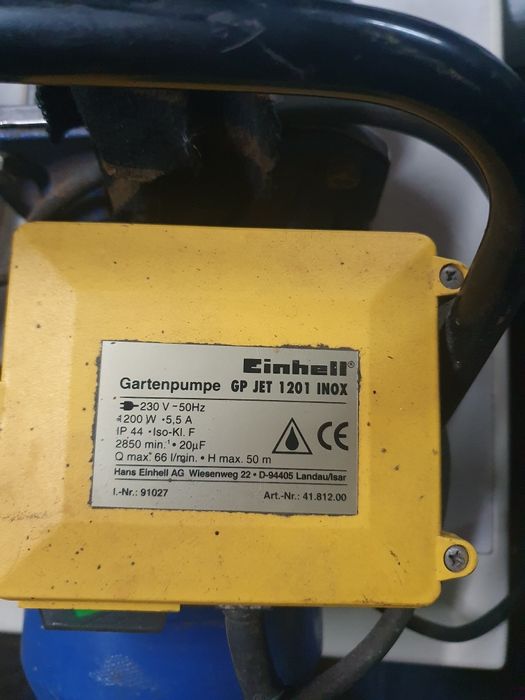 Einhell®
Gartenpumpe GP JET 1201 INOX
230 V ~ 50Hz
1200 W · 5,5 A
IP 44 · Iso-Kl. F
2850 min.⁻¹ · 20µF
Q max. 66 l/min. · H max. 50 m
CE
Hans Einhell AG Wiesenweg 22 · D-94405 Landau/Isar
I.-Nr.: 91027 Art.-Nr.: 41.812.00